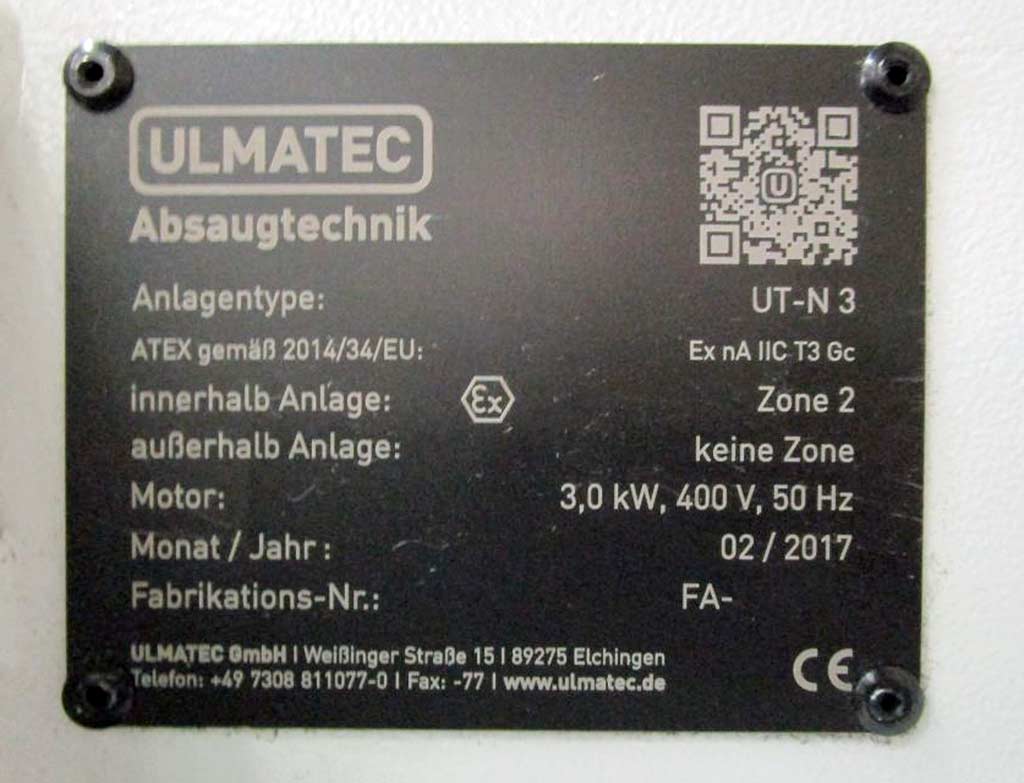 ULMATEC
Absaugtechnik
Anlagentype: UT-N 3
ATEX gemäß 2014/34/EU: Ex nA IIC T3 Gc
innerhalb Anlage: Ex Zone 2
außerhalb Anlage: keine Zone
Motor: 3,0 kW, 400 V, 50 Hz
Monat / Jahr : 02 / 2017
Fabrikations-Nr.: FA-
ULMATEC GmbH | Weißinger Straße 15 | 89275 Elchingen
Telefon: +49 7308 811077-0 | Fax: -77 | www.ulmatec.de
CE